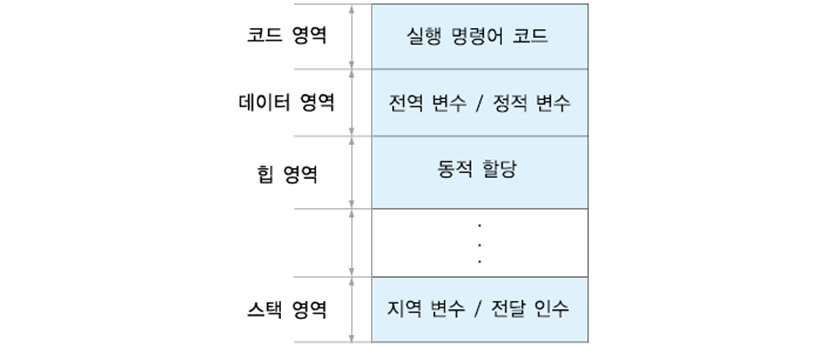 코드 영역 실행 명령어 코드
데이터 영역 전역 변수 / 정적 변수
힙 영역 동적 할당
스택 영역 지역 변수 / 전달 인수